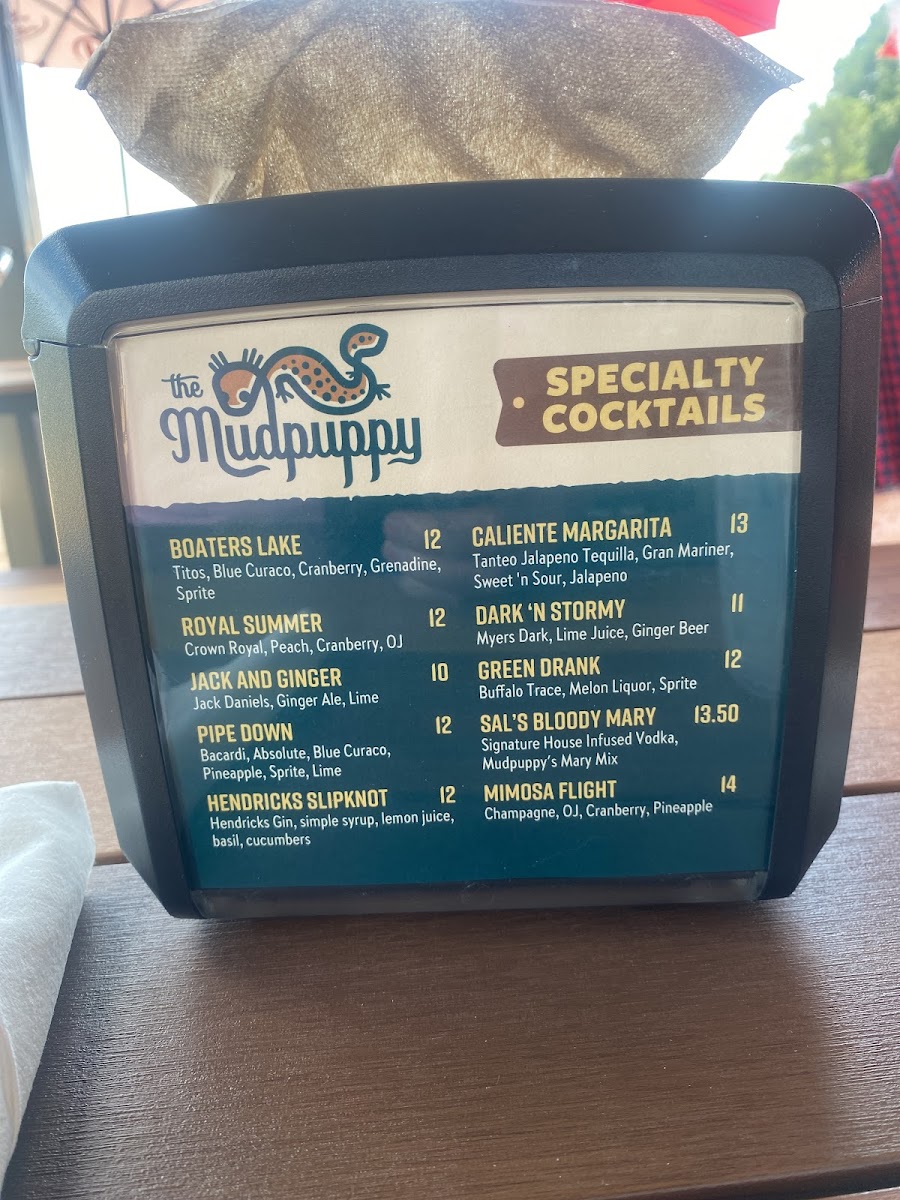 the
Mudpuppy
SPECIALTY
COCKTAILS
BOATERS LAKE 12
Titos, Blue Curaco, Cranberry, Grenadine,
Sprite
ROYAL SUMMER 12
Crown Royal, Peach, Cranberry, OJ
JACK AND GINGER 10
Jack Daniels, Ginger Ale, Lime
PIPE DOWN 12
Bacardi, Absolute, Blue Curaco,
Pineapple, Sprite, Lime
HENDRICKS SLIPKNOT 12
Hendricks Gin, simple syrup, lemon juice,
basil, cucumbers
CALIENTE MARGARITA 13
Tanteo Jalapeno Tequilla, Gran Mariner,
Sweet 'n Sour, Jalapeno
DARK ‘N STORMY 11
Myers Dark, Lime Juice, Ginger Beer
GREEN DRANK 12
Buffalo Trace, Melon Liquor, Sprite
SAL'S BLOODY MARY 13.50
Signature House Infused Vodka,
Mudpuppy's Mary Mix
MIMOSA FLIGHT 14
Champagne, OJ, Cranberry, Pineapple